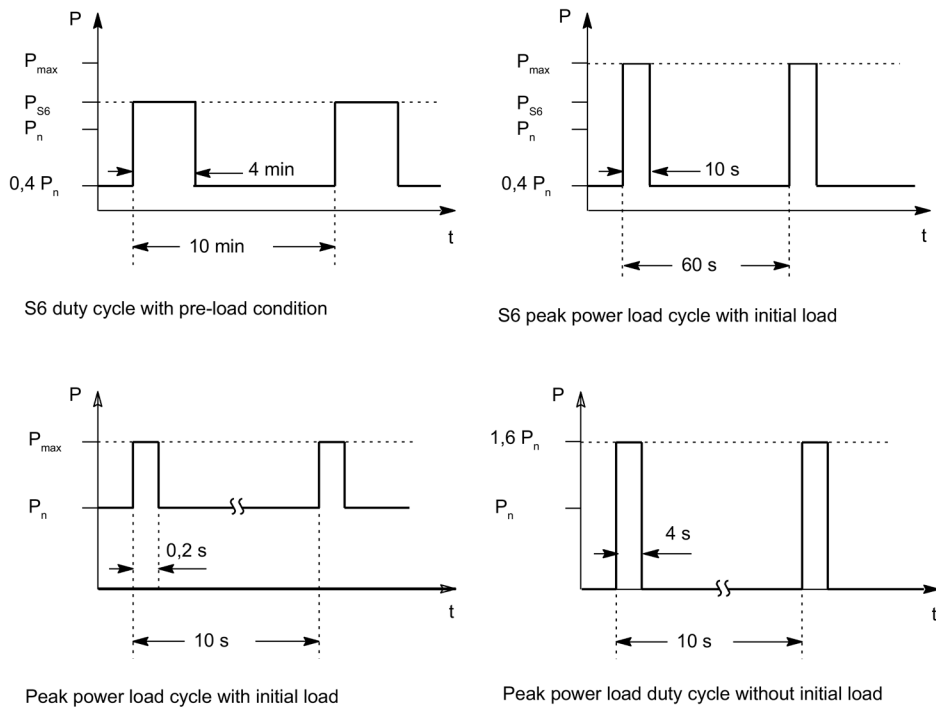 P
P_max
P_S6
P_n
0,4 P_n
4 min
10 min
t
S6 duty cycle with pre-load condition
P
P_max
P_S6
P_n
0,4 P_n
10 s
60 s
t
S6 peak power load cycle with initial load
P
P_max
P_n
0,2 s
10 s
t
Peak power load cycle with initial load
P
1,6 P_n
P_n
4 s
10 s
t
Peak power load duty cycle without initial load